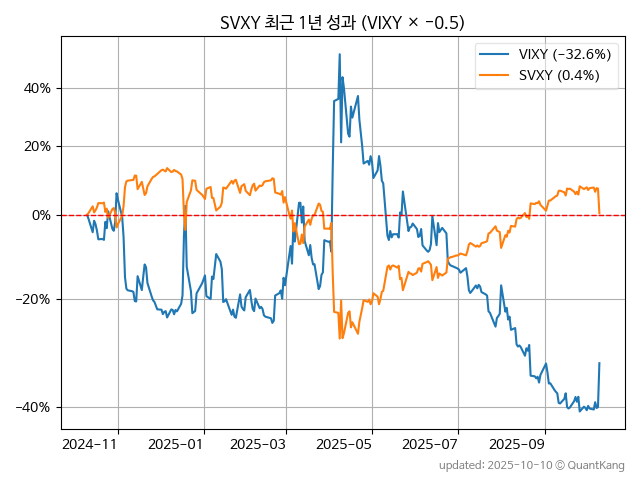 SVXY 최근 1년 성과 (VIXY × −0.5)
VIXY (−32.6%)
SVXY (0.4%)
40%
20%
0%
−20%
−40%
2024-11
2025-01
2025-03
2025-05
2025-07
2025-09
updated: 2025-10-10 © QuantKang